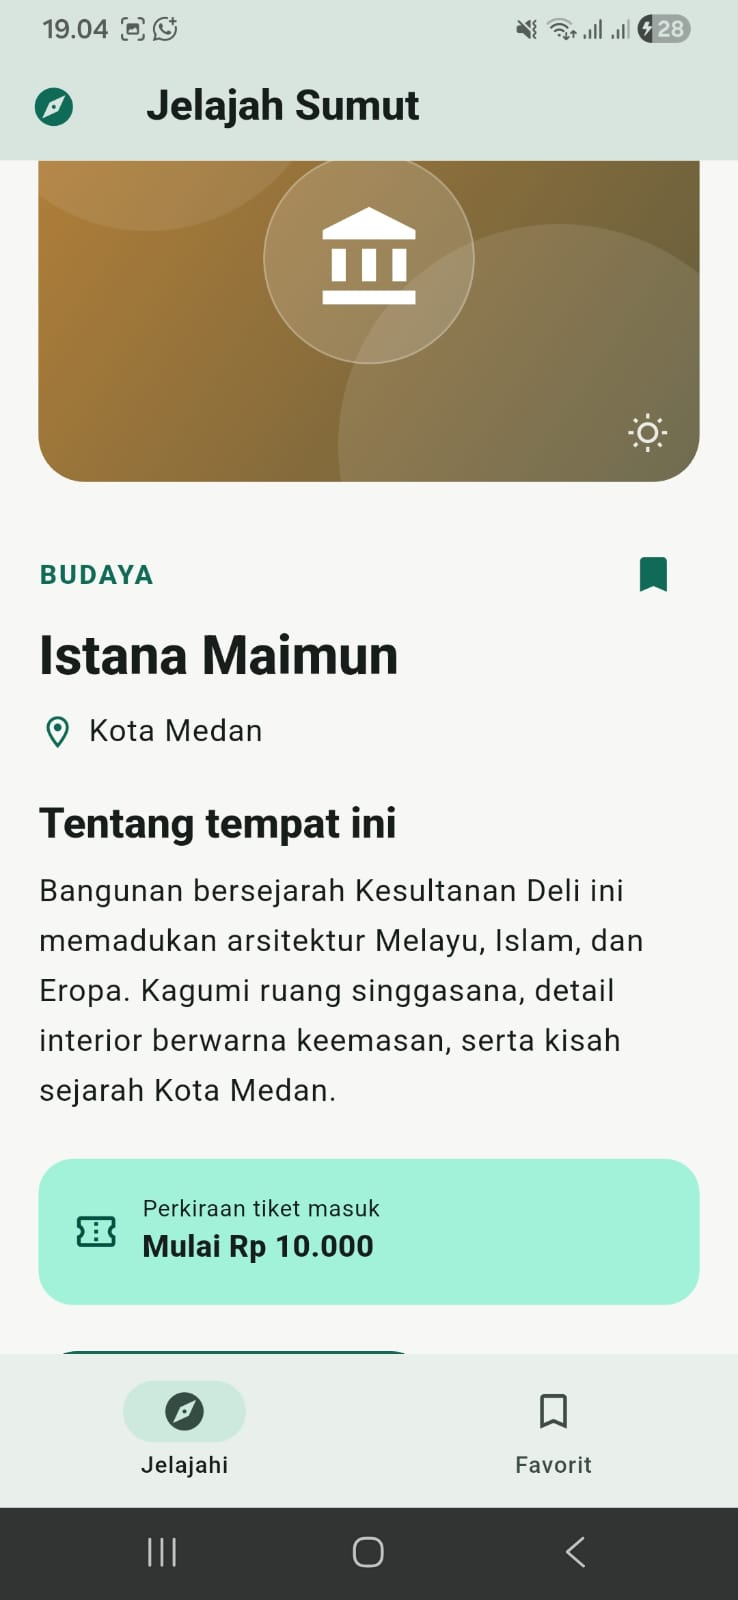 19.04
28
Jelajah Sumut
BUDAYA
Istana Maimun
Kota Medan
Tentang tempat ini
Bangunan bersejarah Kesultanan Deli ini
memadukan arsitektur Melayu, Islam, dan
Eropa. Kagumi ruang singgasana, detail
interior berwarna keemasan, serta kisah
sejarah Kota Medan.
Perkiraan tiket masuk
Mulai Rp 10.000
Jelajahi
Favorit